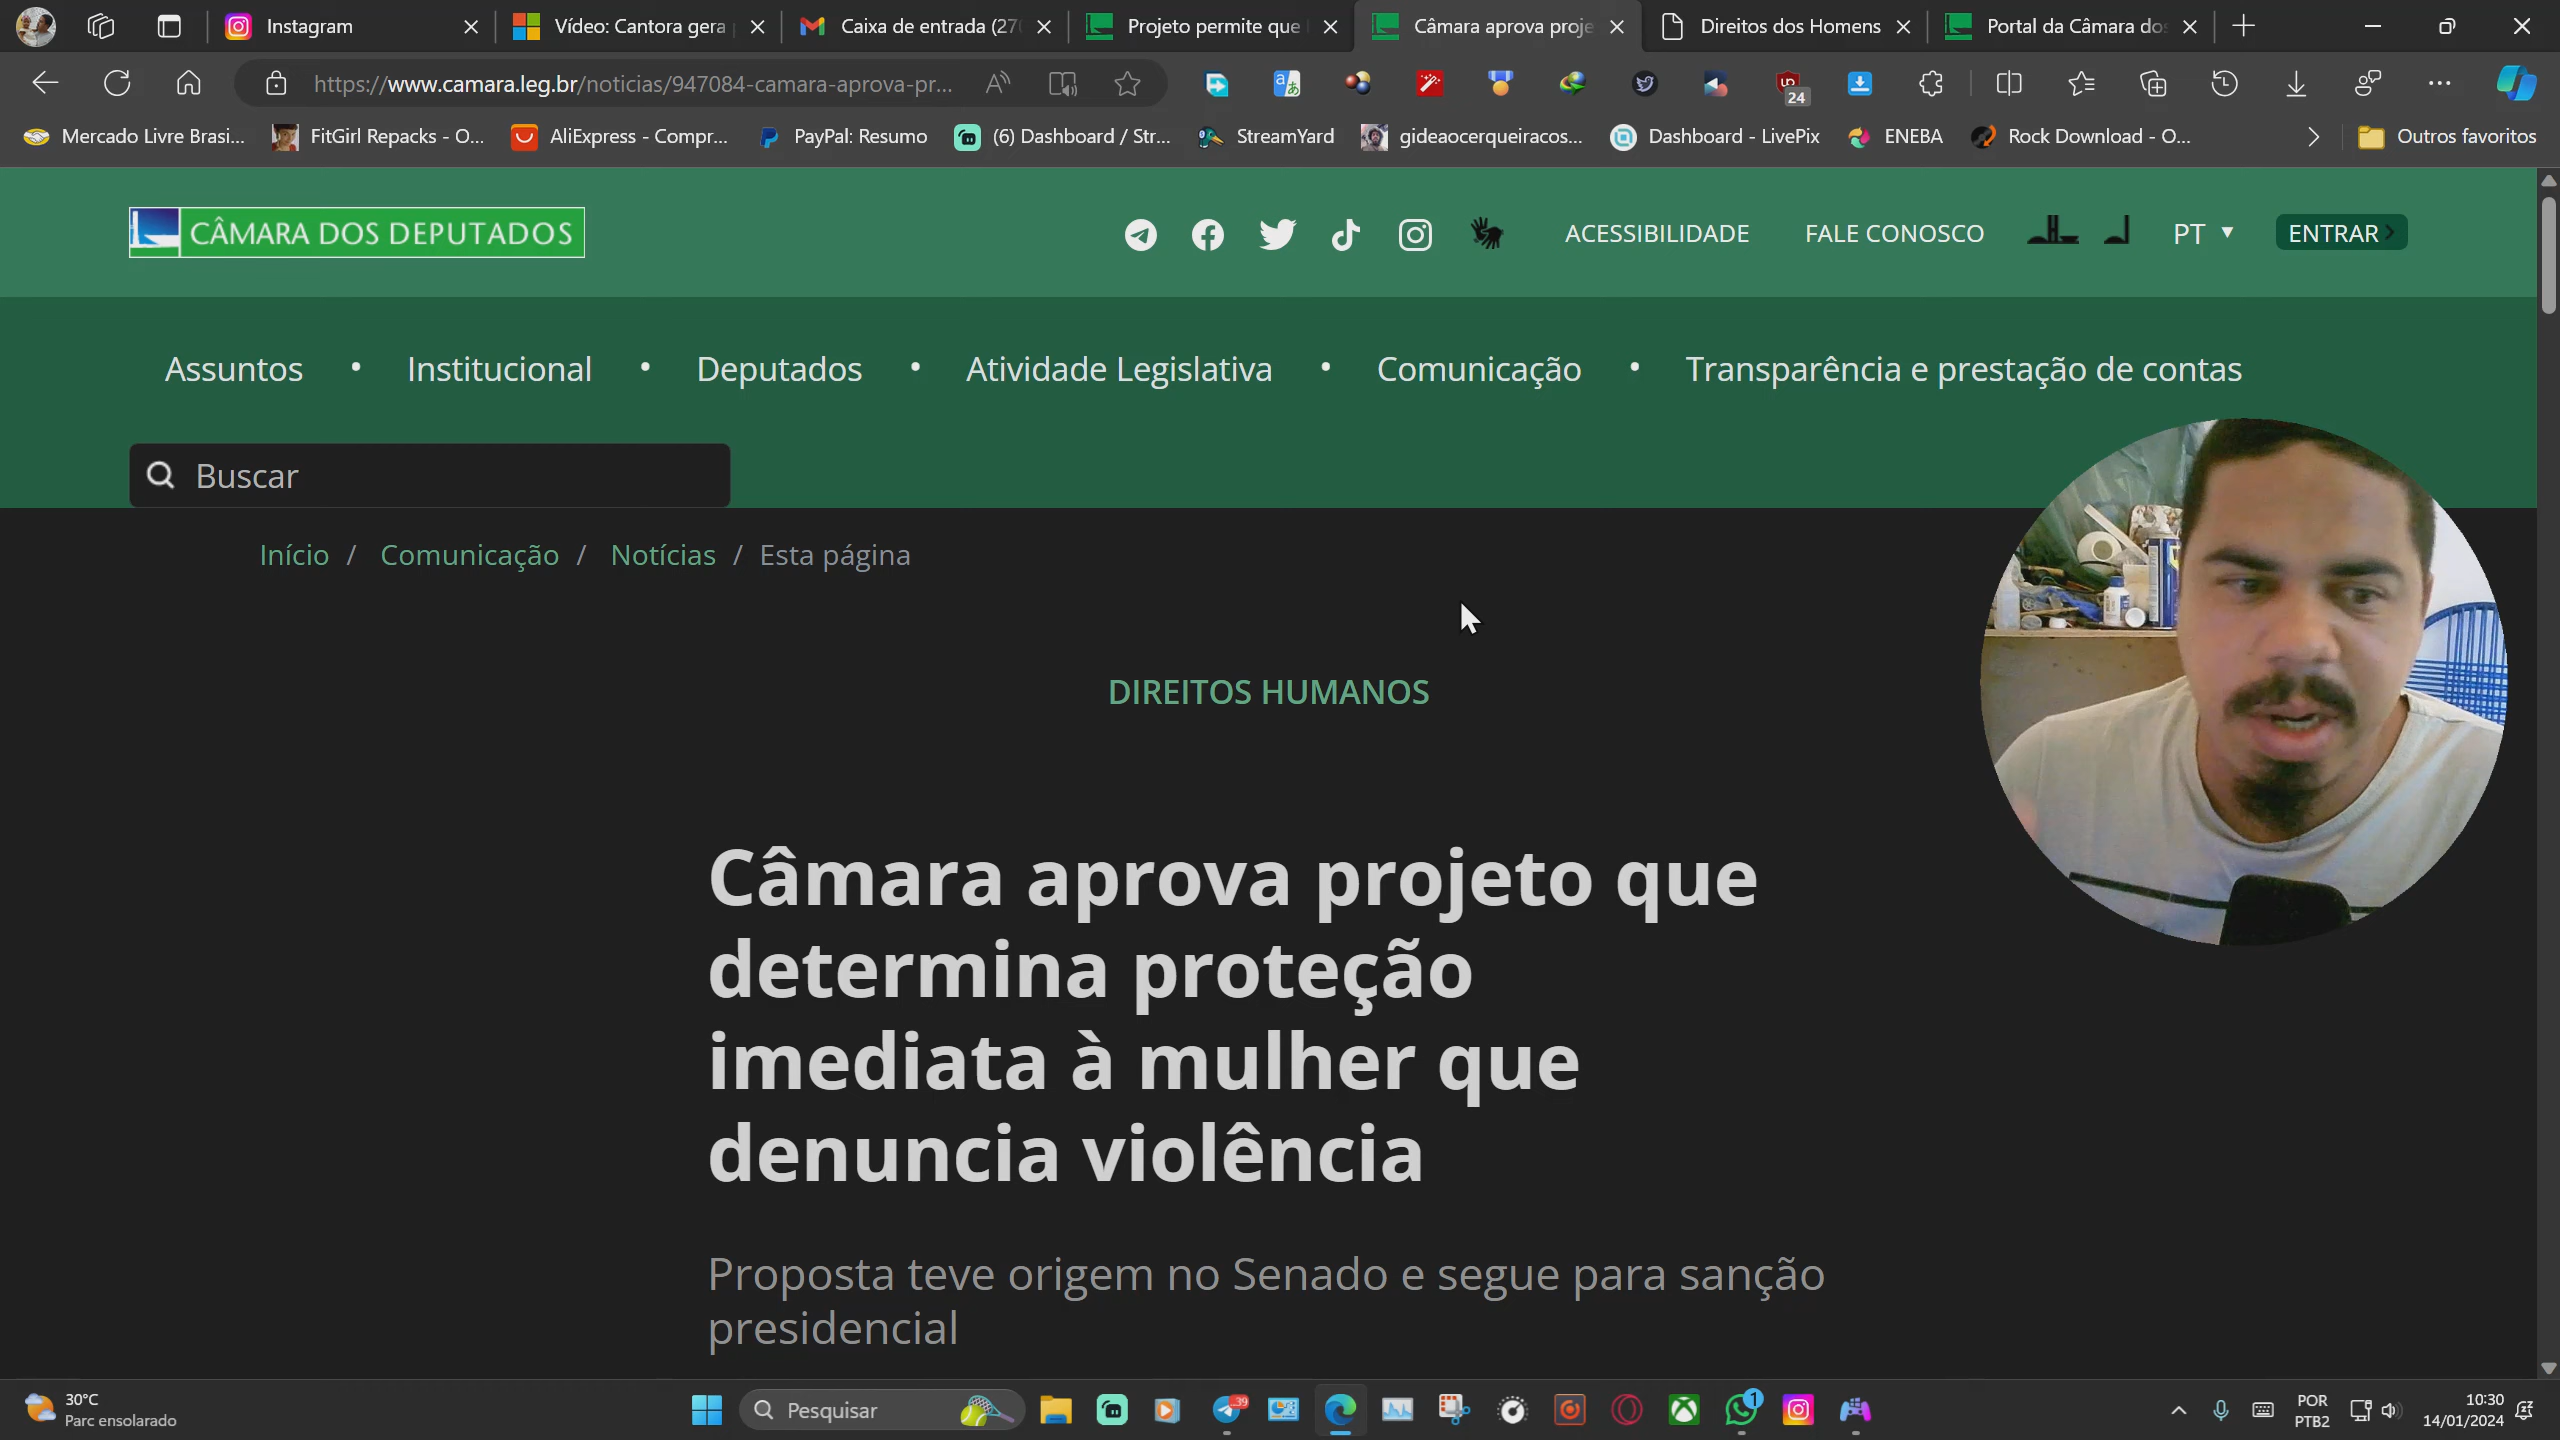 Instagram
Vídeo: Cantora gera
Caixa de entrada (27
Projeto permite que
Câmara aprova proje
Direitos dos Homens
Portal da Câmara dos
https://www.camara.leg.br/noticias/947084-camara-aprova-pr...
24
Mercado Livre Brasi...
FitGirl Repacks - O...
AliExpress - Compr...
PayPal: Resumo
(6) Dashboard / Str...
StreamYard
gideaocerqueiracos...
Dashboard - LivePix
ENEBA
Rock Download - O...
Outros favoritos
CÂMARA DOS DEPUTADOS
ACESSIBILIDADE
FALE CONOSCO
PT
ENTRAR
Assuntos • Institucional • Deputados • Atividade Legislativa • Comunicação • Transparência e prestação de contas
Buscar
Início / Comunicação / Notícias / Esta página
DIREITOS HUMANOS
Câmara aprova projeto que
determina proteção
imediata à mulher que
denuncia violência
Proposta teve origem no Senado e segue para sanção
presidencial
30°C
Parc ensolarado
Pesquisar
39
1
POR
PTB2
10:30
14/01/2024